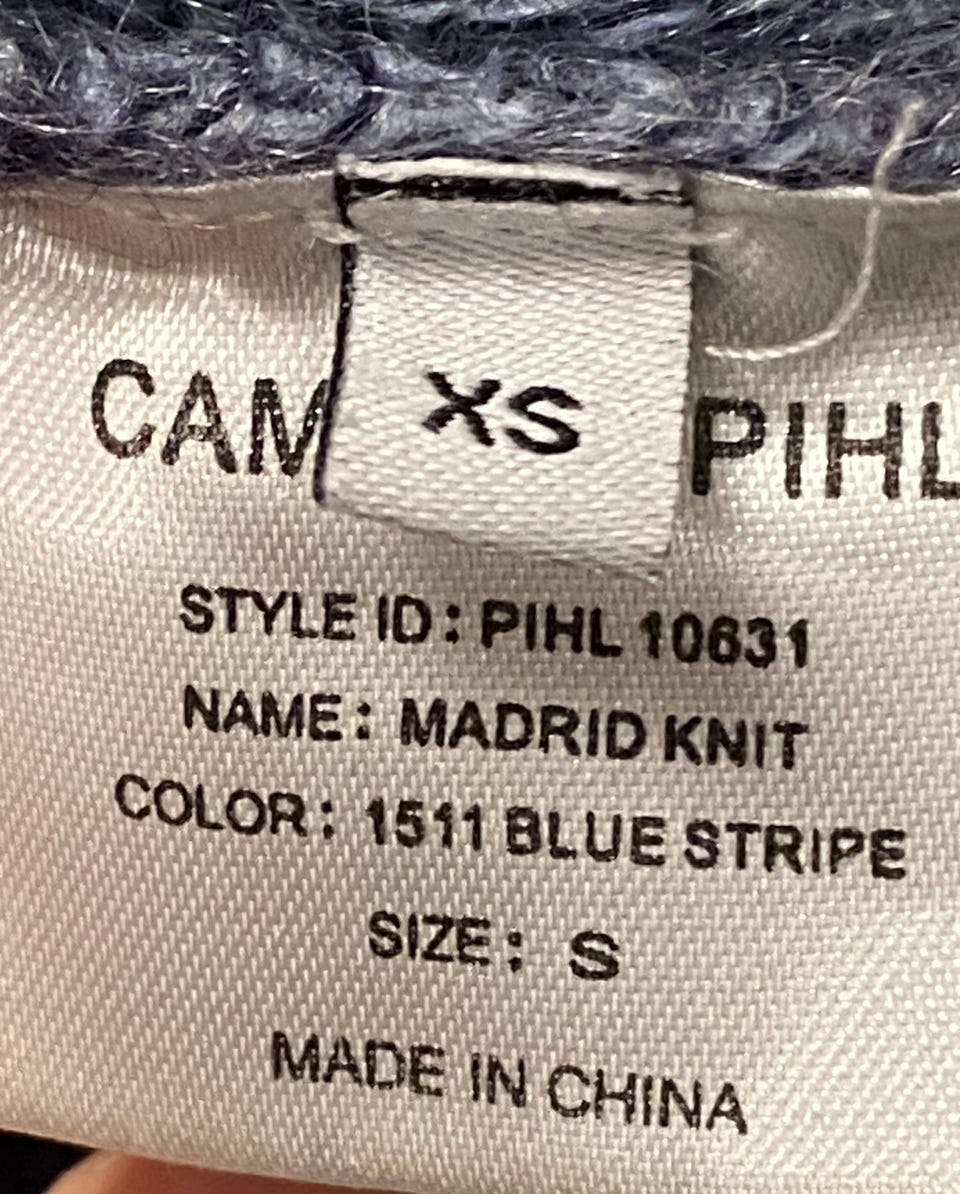 XS
CAM PIHL
STYLE ID: PIHL 10631
NAME: MADRID KNIT
COLOR: 1511 BLUE STRIPE
SIZE: S
MADE IN CHINA